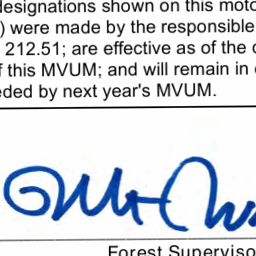 designations shown on this moto
) were made by the responsible
212.51; are effective as of the
f this MVUM; and will remain in
eded by next year's MVUM.
Forest Superviso